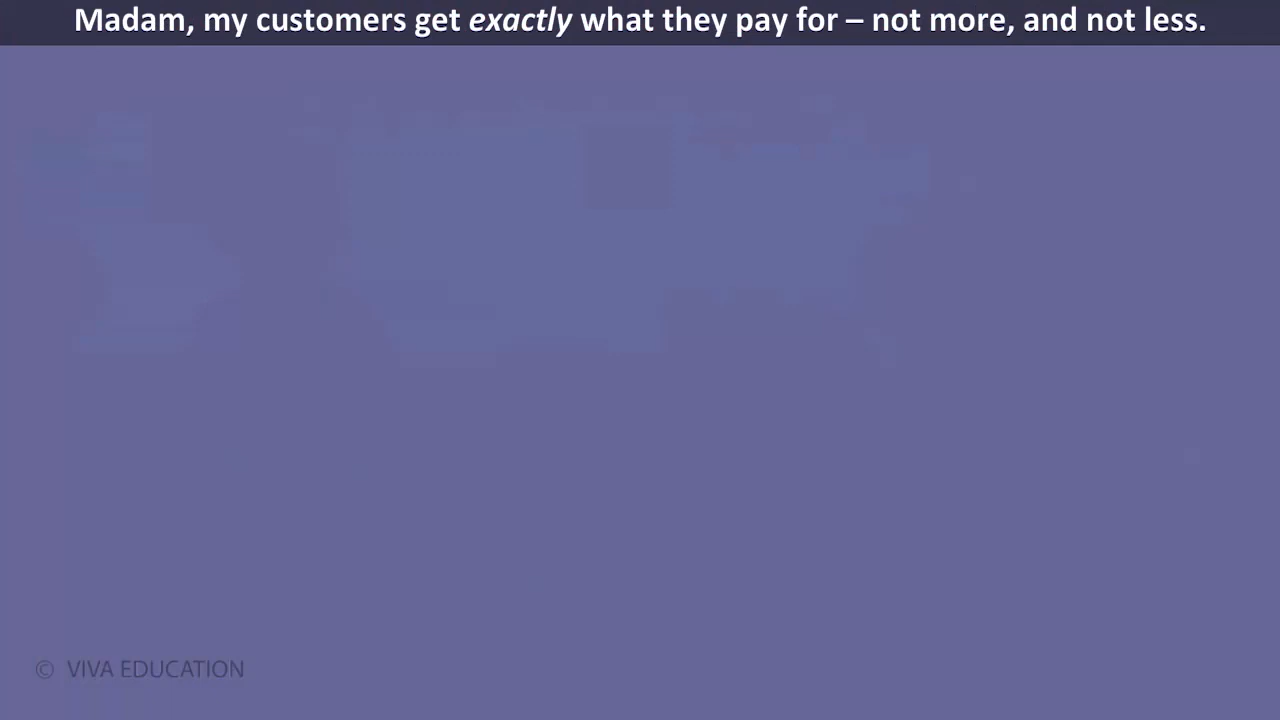 Madam, my customers get exactly what they pay for – not more, and not less.
© VIVA EDUCATION